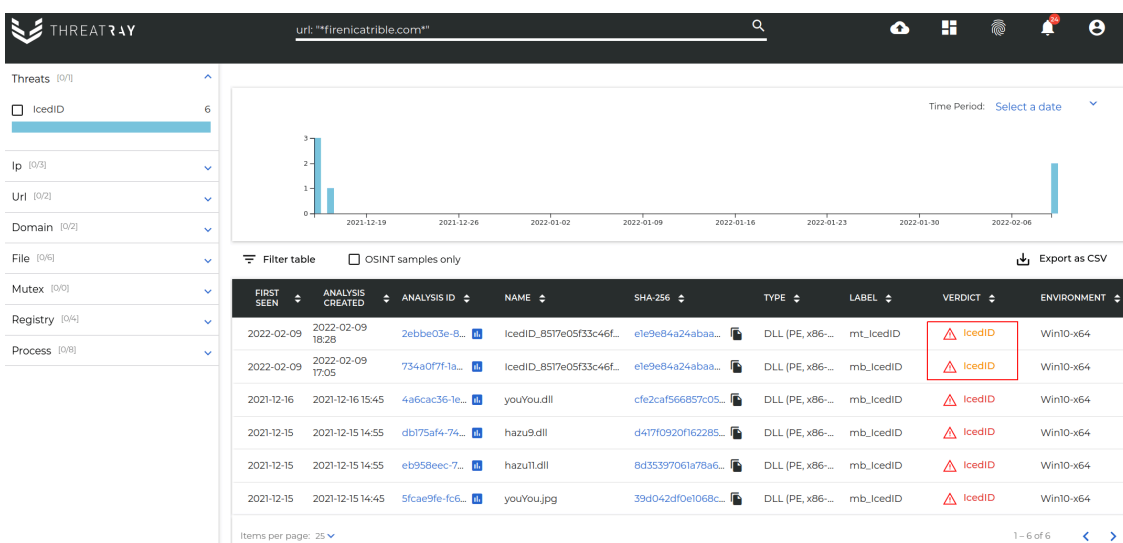 THREATRAY url: "*firenicatrible.com*" 24
Threats [0/1]
IcedID 6
Ip [0/3]
Url [0/2]
Domain [0/2]
File [0/6]
Mutex [0/0]
Registry [0/4]
Process [0/8]
Time Period: Select a date
3
2
1
0
2021-12-19 2021-12-26 2022-01-02 2022-01-09 2022-01-16 2022-01-23 2022-01-30 2022-02-06
Filter table OSINT samples only Export as CSV
FIRST SEEN ANALYSIS CREATED ANALYSIS ID NAME SHA-256 TYPE LABEL VERDICT ENVIRONMENT
2022-02-09 2022-02-09 18:28 2ebbe03e-8... IcedID_8517e05f33c46f... e1e9e84a24abaa... DLL (PE, x86-... mt_IcedID IcedID Win10-x64
2022-02-09 2022-02-09 17:05 734a0f7f-1a... IcedID_8517e05f33c46f... e1e9e84a24abaa... DLL (PE, x86-... mb_IcedID IcedID Win10-x64
2021-12-16 2021-12-16 15:45 4a6cac36-1e... youYou.dll cfe2caf566857c05... DLL (PE, x86-... mb_IcedID IcedID Win10-x64
2021-12-15 2021-12-15 14:55 db175af4-74... hazu9.dll d417f0920f162285... DLL (PE, x86-... mb_IcedID IcedID Win10-x64
2021-12-15 2021-12-15 14:55 eb958eec-7... hazu11.dll 8d35397061a78a6... DLL (PE, x86-... mb_IcedID IcedID Win10-x64
2021-12-15 2021-12-15 14:45 5fcae9fe-fc6... youYou.jpg 39d042df0e1068c... DLL (PE, x86-... mb_IcedID IcedID Win10-x64
Items per page: 25 1 – 6 of 6